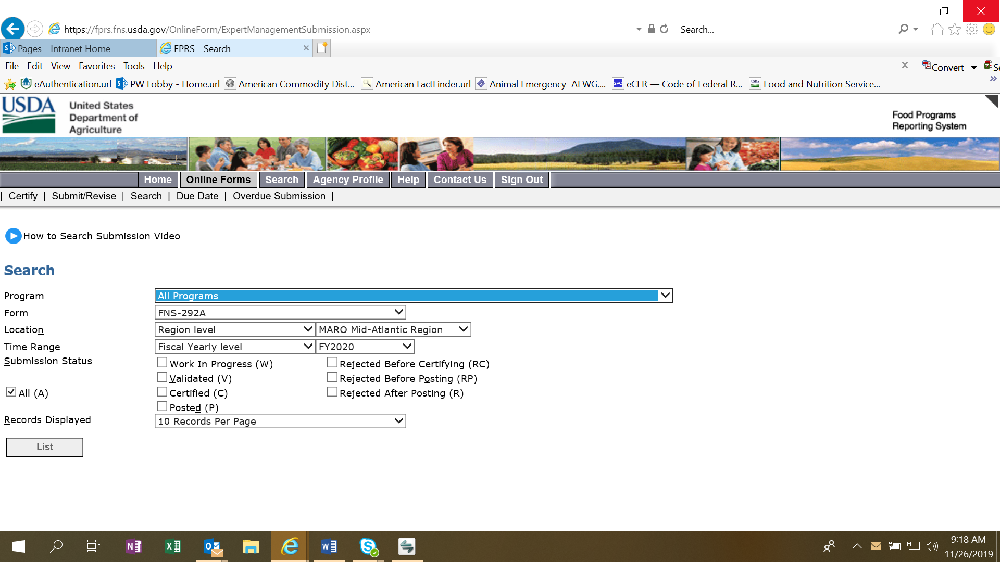 https://fprs.fns.usda.gov/OnlineForm/ExpertManagementSubmission.aspx
Search...
Pages - Intranet Home
FPRS - Search
File Edit View Favorites Tools Help
Convert
eAuthentication.url PW Lobby - Home.url American Commodity Dist... American FactFinder.url Animal Emergency AEWG.... GPO eCFR — Code of Federal R... USDA Food and Nutrition Service...
USDA
United States
Department of
Agriculture
Food Programs
Reporting System
Home Online Forms Search Agency Profile Help Contact Us Sign Out
| Certify | Submit/Revise | Search | Due Date | Overdue Submission |
How to Search Submission Video
Search
Program All Programs
Form FNS-292A
Location Region level MARO Mid-Atlantic Region
Time Range Fiscal Yearly level FY2020
Submission Status
Work In Progress (W) Rejected Before Certifying (RC)
Validated (V) Rejected Before Posting (RP)
All (A) Certified (C) Rejected After Posting (R)
Posted (P)
Records Displayed 10 Records Per Page
List
9:18 AM
11/26/2019